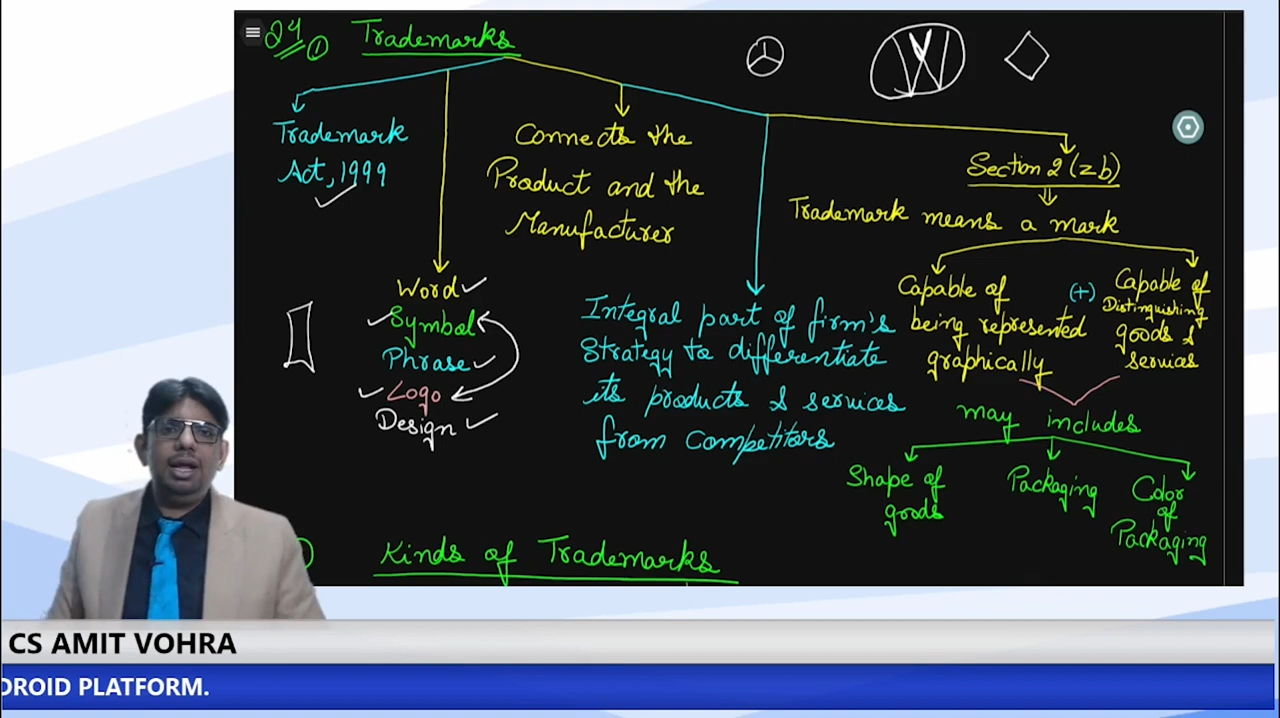 24 ① Trademarks
Trademark
Act, 1999
Connects the
Product and the
Manufacturer
Section 2 (zb)
Trademark means a mark
Word
Symbol
Phrase
Logo
Design
Integral part of firm's
Strategy to differentiate
its products & services
from competitors
Capable of
being represented
graphically
(+)
Capable of
Distinguishing
goods &
services
may includes
Shape of
goods
Packaging
Color
of
Packaging
Kinds of Trademarks
CS AMIT VOHRA
DROID PLATFORM.